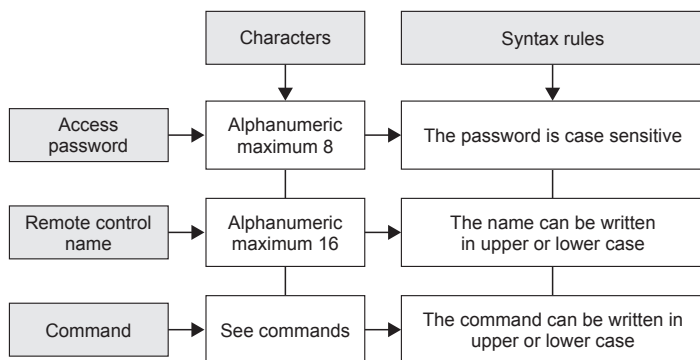 Characters
Syntax rules
Access
password
Alphanumeric
maximum 8
The password is case sensitive
Remote control
name
Alphanumeric
maximum 16
The name can be written
in upper or lower case
Command
See commands
The command can be written in
upper or lower case